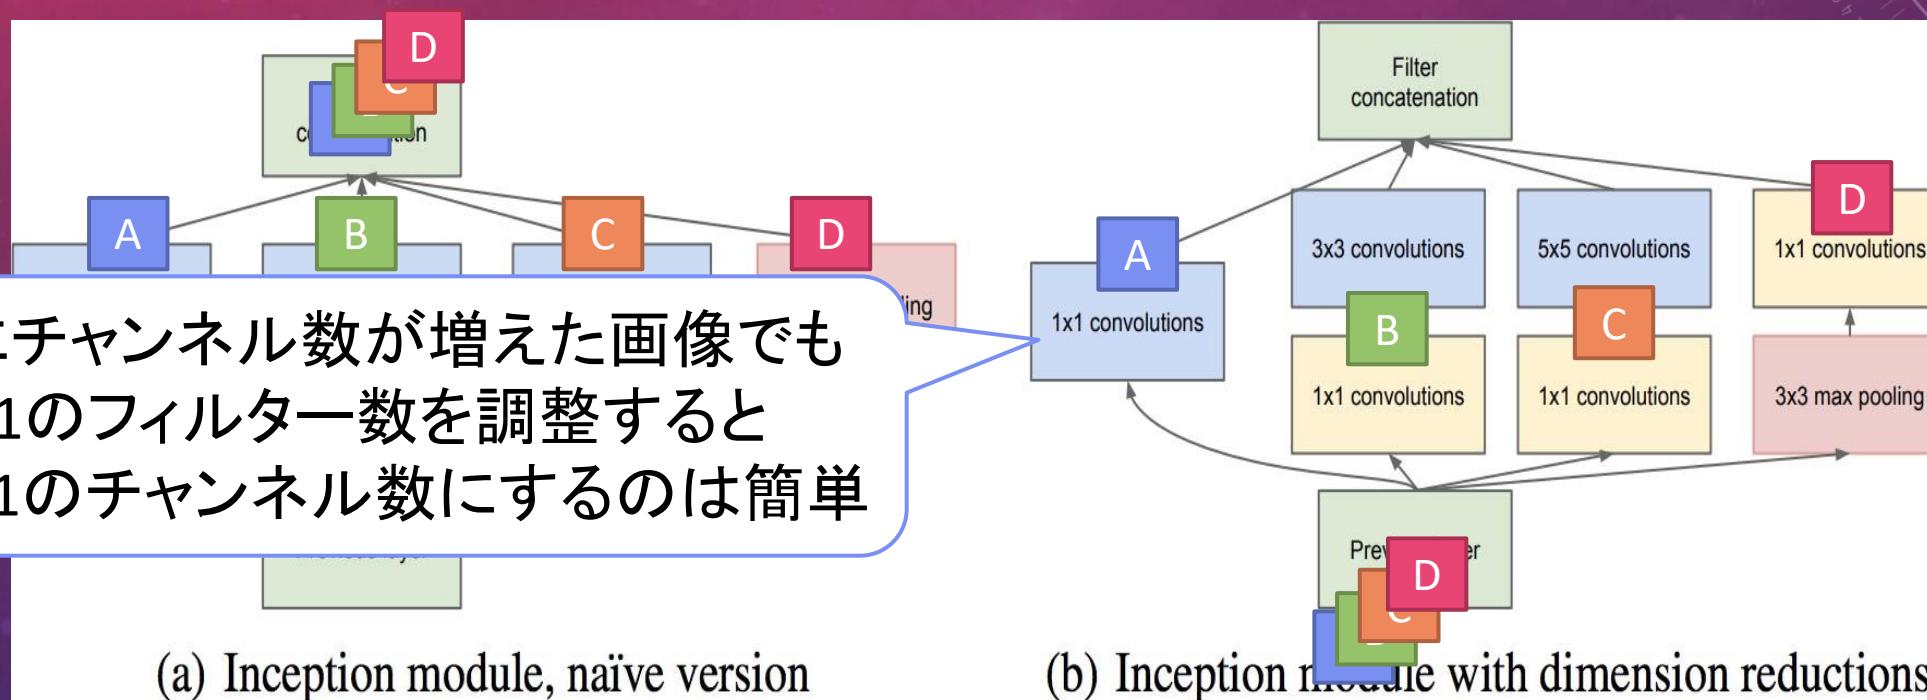 D
C
A
B
C
D
ing
チャンネル数が増えた画像でも
1のフィルター数を調整すると
1のチャンネル数にするのは簡単
(a) Inception module, naïve version
Filter
concatenation
D
A
3x3 convolutions
5x5 convolutions
1x1 convolutions
1x1 convolutions
B
C
1x1 convolutions
1x1 convolutions
3x3 max pooling
D
C
(b) Inception module with dimension reductions